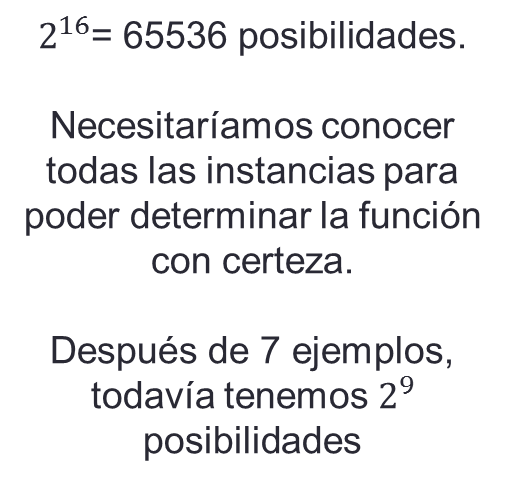 2¹⁶= 65536 posibilidades.
Necesitaríamos conocer
todas las instancias para
poder determinar la función
con certeza.
Después de 7 ejemplos,
todavía tenemos 2⁹
posibilidades